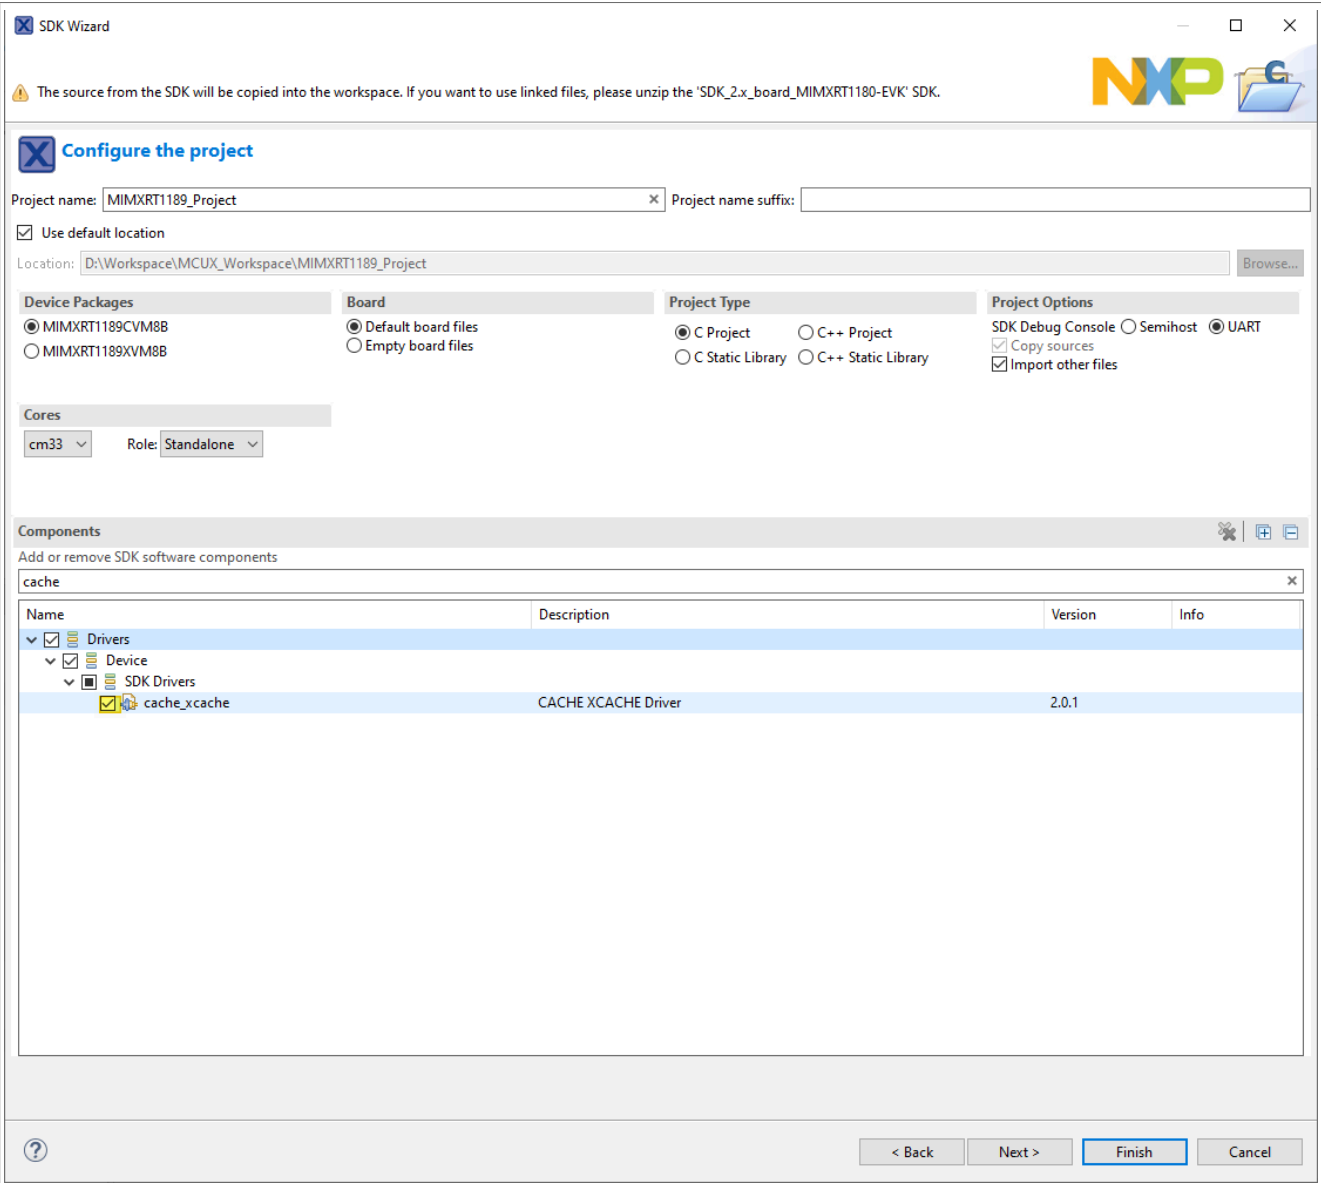 SDK Wizard
The source from the SDK will be copied into the workspace. If you want to use linked files, please unzip the 'SDK_2.x_board_MIMXRT1180-EVK' SDK.
NXP
C
X Configure the project
Project name: MIMXRT1189_Project Project name suffix:
Use default location
Location: D:\Workspace\MCUX_Workspace\MIMXRT1189_Project Browse...
Device Packages Board Project Type Project Options
MIMXRT1189CVM8B Default board files C Project C++ Project SDK Debug Console Semihost UART
MIMXRT1189XVM8B Empty board files C Static Library C++ Static Library Copy sources
Import other files
Cores
cm33 Role: Standalone
Components
Add or remove SDK software components
cache
Name Description Version Info
Drivers
Device
SDK Drivers
cache_xcache CACHE XCACHE Driver 2.0.1
? < Back Next > Finish Cancel